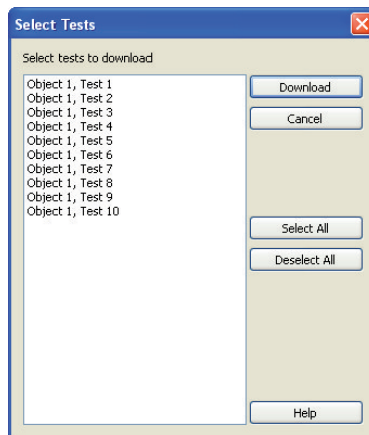 Select Tests
Select tests to download
Object 1, Test 1
Object 1, Test 2
Object 1, Test 3
Object 1, Test 4
Object 1, Test 5
Object 1, Test 6
Object 1, Test 7
Object 1, Test 8
Object 1, Test 9
Object 1, Test 10
Download
Cancel
Select All
Deselect All
Help